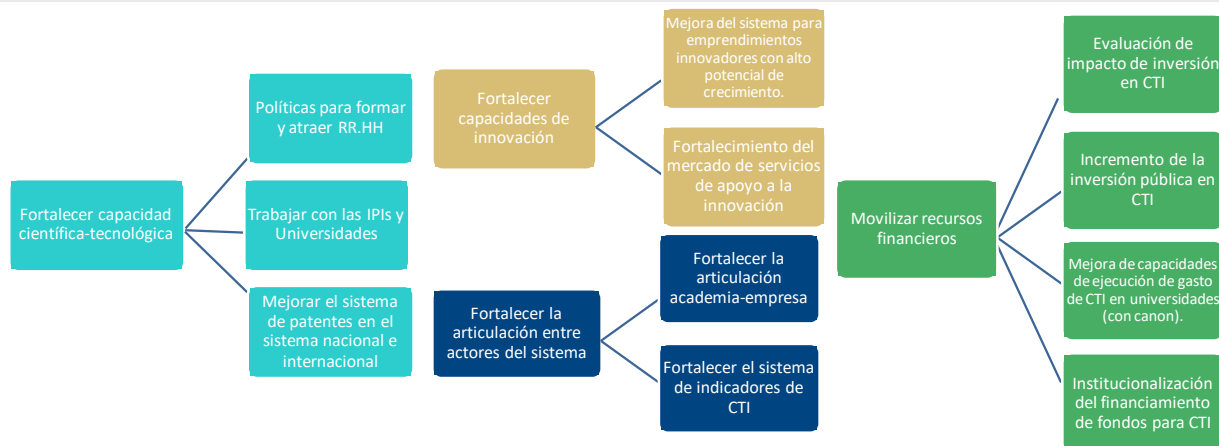 Fortalecer capacidad
científica-tecnológica
Políticas para formar
y atraer RR.HH
Trabajar con las IPIs y
Universidades
Mejorar el sistema
de patentes en el
sistema nacional e
internacional
Fortalecer
capacidades de
innovación
Mejora del sistema para
emprendimientos
innovadores con alto
potencial de
crecimiento.
Fortalecimiento del
mercado de servicios
de apoyo a la
innovación
Fortalecer la
articulación entre
actores del sistema
Fortalecer la
articulación
academia-empresa
Fortalecer el sistema
de indicadores de
CTI
Movilizar recursos
financieros
Evaluación de
impacto de inversión
en CTI
Incremento de la
inversión pública en
CTI
Mejora de capacidades
de ejecución de gasto
de CTI en universidades
(con canon).
Institucionalización
del financiamiento
de fondos para CTI